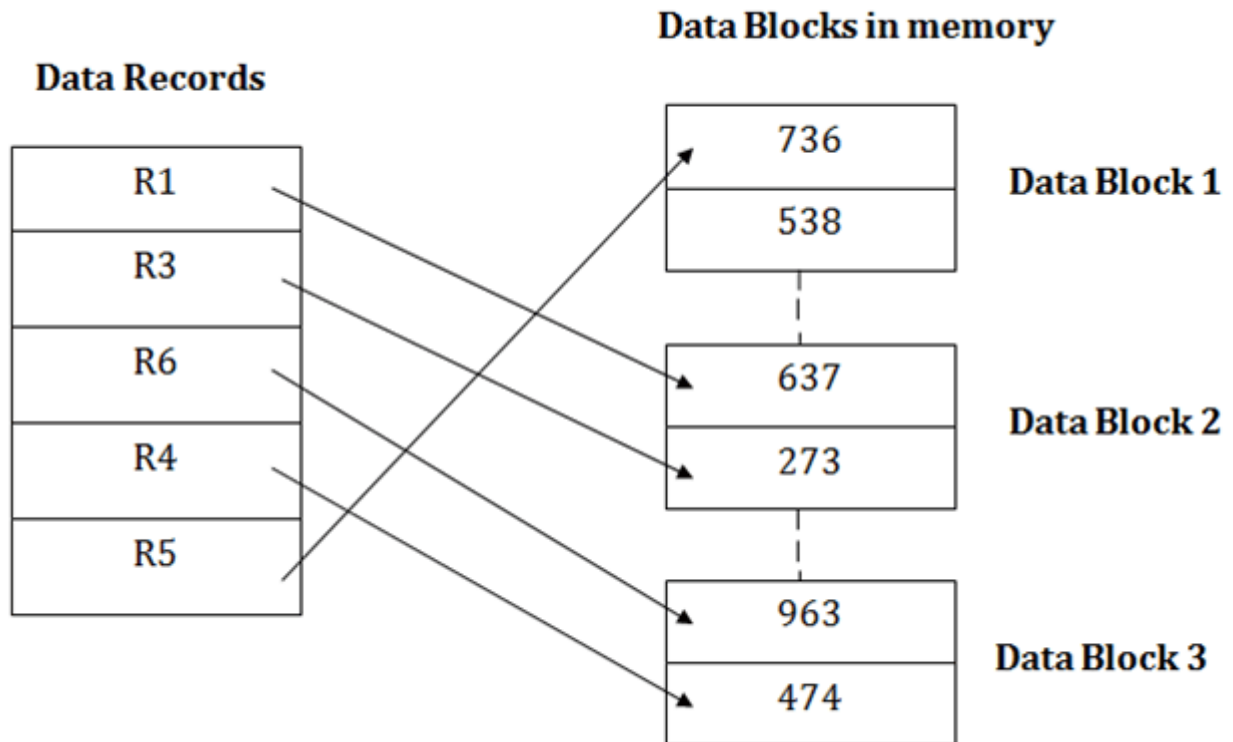 Data Blocks in memory
Data Records
R1
R3
R6
R4
R5
736
538
Data Block 1
637
273
Data Block 2
963
474
Data Block 3